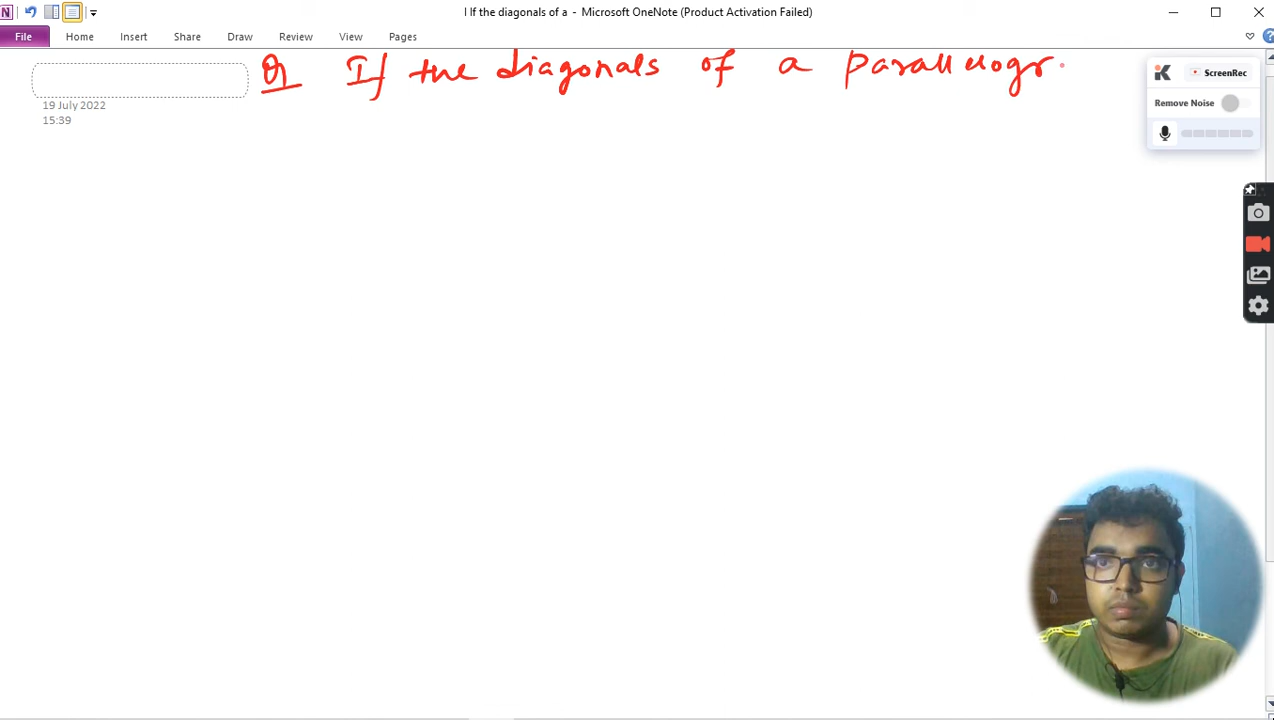 I If the diagonals of a - Microsoft OneNote (Product Activation Failed)
File Home Insert Share Draw Review View Pages
Q If the diagonals of a parallelogr
19 July 2022
15:39
ScreenRec
Remove Noise